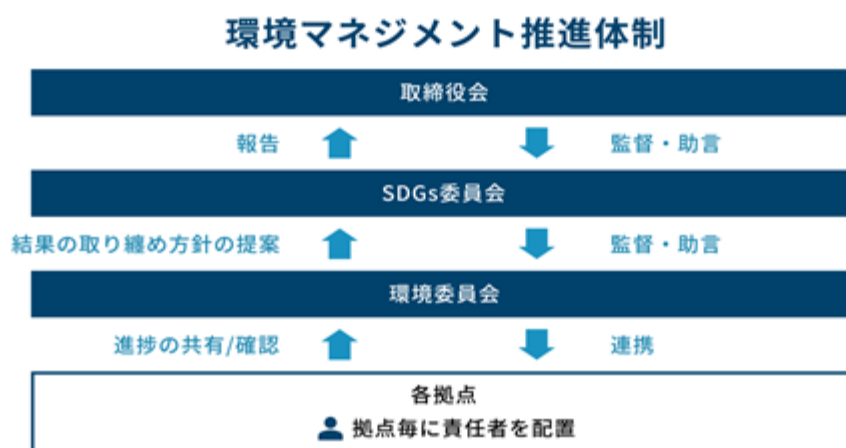 環境マネジメント推進体制
取締役会
報告 監督・助言
SDGs委員会
結果の取り纏め方針の提案 監督・助言
環境委員会
進捗の共有/確認 連携
各拠点
拠点毎に責任者を配置